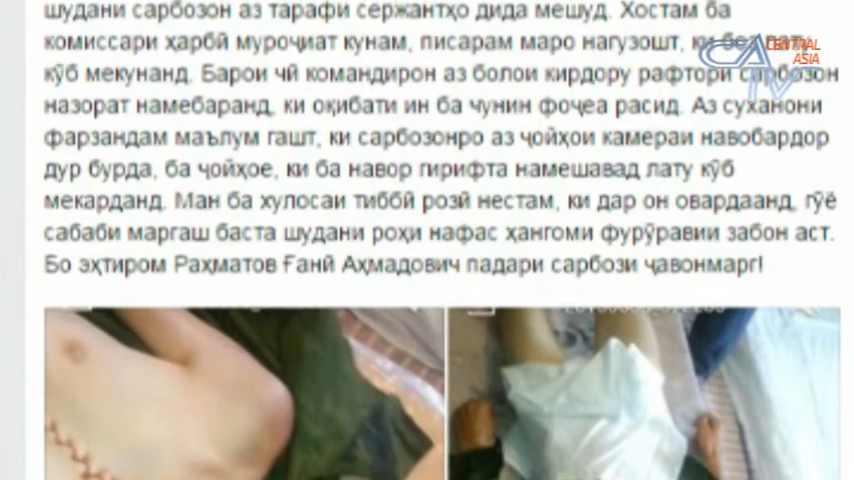 шудани сарбозон аз тарафи сержантҳо дида мешуд. Хостам ба
комиссари ҳарбӣ муроҷиат кунам, писарам маро нагузошт, ки
кӯб мекунанд. Барои чӣ командирон аз болои кирдору рафтори сарбозон
назорат намебаранд, ки оқибати ин ба чунин фоҷеа расид. Аз суханони
фарзандам маълум гашт, ки сарбозонро аз ҷойҳои камераи навобардор
дур бурда, ба ҷойҳое, ки ба навор гирифта намешавад лату кӯб
мекарданд. Ман ба хулосаи тиббӣ розӣ нестам, ки дар он овардаанд, гӯё
сабаби маргаш баста шудани роҳи нафас ҳангоми фурӯравии забон аст.
Бо эҳтиром Раҳматов Ғанӣ Аҳмадович падари сарбози ҷавонмарг!
CENTRAL
ASIA
TV